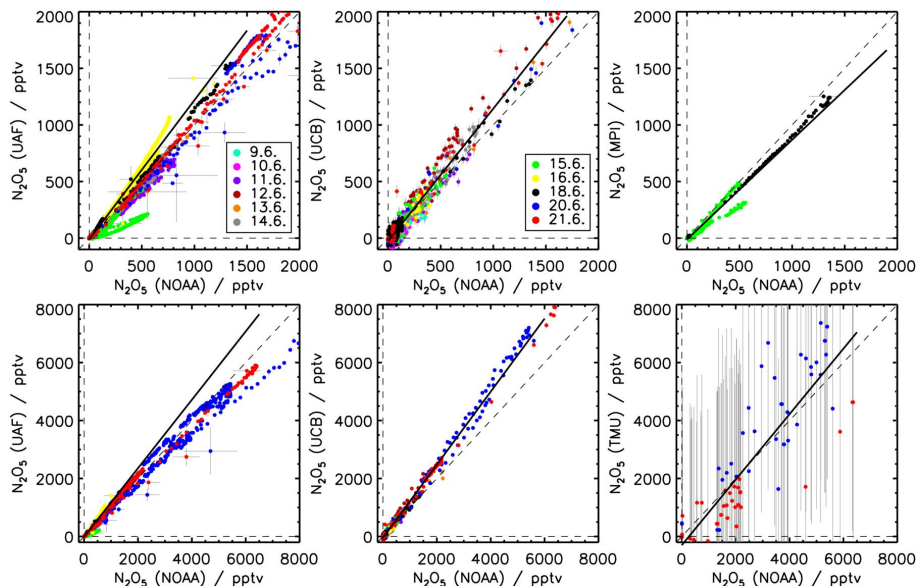 N₂O₅ (UAF) / pptv
2000
1500
1000
500
0
0 500 1000 1500 2000
N₂O₅ (NOAA) / pptv
9.6.
10.6.
11.6.
12.6.
13.6.
14.6.
N₂O₅ (UCB) / pptv
2000
1500
1000
500
0
0 500 1000 1500 2000
N₂O₅ (NOAA) / pptv
15.6.
16.6.
18.6.
20.6.
21.6.
N₂O₅ (MPI) / pptv
2000
1500
1000
500
0
0 500 1000 1500 2000
N₂O₅ (NOAA) / pptv
N₂O₅ (UAF) / pptv
8000
6000
4000
2000
0
0 2000 4000 6000 8000
N₂O₅ (NOAA) / pptv
N₂O₅ (UCB) / pptv
8000
6000
4000
2000
0
0 2000 4000 6000 8000
N₂O₅ (NOAA) / pptv
N₂O₅ (TMU) / pptv
8000
6000
4000
2000
0
0 2000 4000 6000 8000
N₂O₅ (NOAA) / pptv